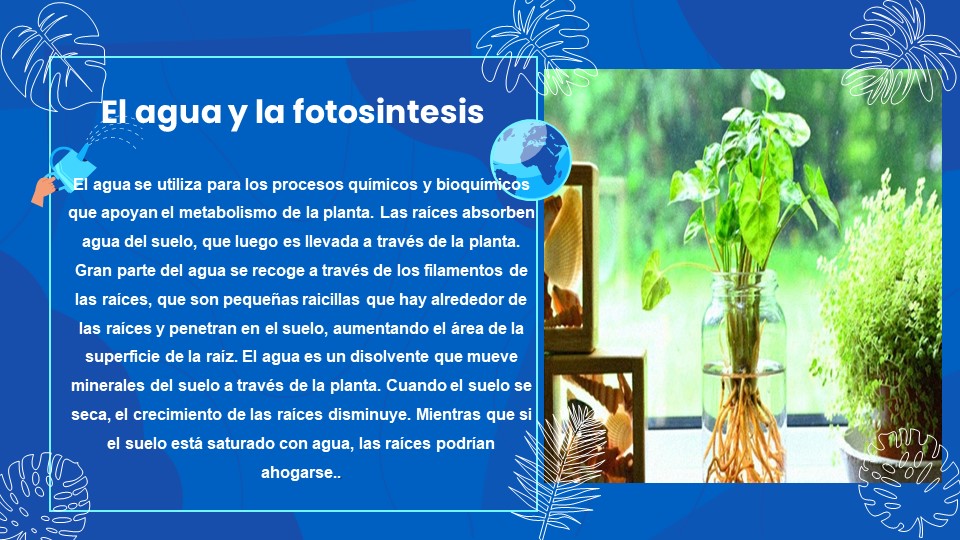 El agua y la fotosintesis
El agua se utiliza para los procesos químicos y bioquímicos
que apoyan el metabolismo de la planta. Las raíces absorben
agua del suelo, que luego es llevada a través de la planta.
Gran parte del agua se recoge a través de los filamentos de
las raíces, que son pequeñas raicillas que hay alrededor de
las raíces y penetran en el suelo, aumentando el área de la
superficie de la raíz. El agua es un disolvente que mueve
minerales del suelo a través de la planta. Cuando el suelo se
seca, el crecimiento de las raíces disminuye. Mientras que si
el suelo está saturado con agua, las raíces podrían
ahogarse..